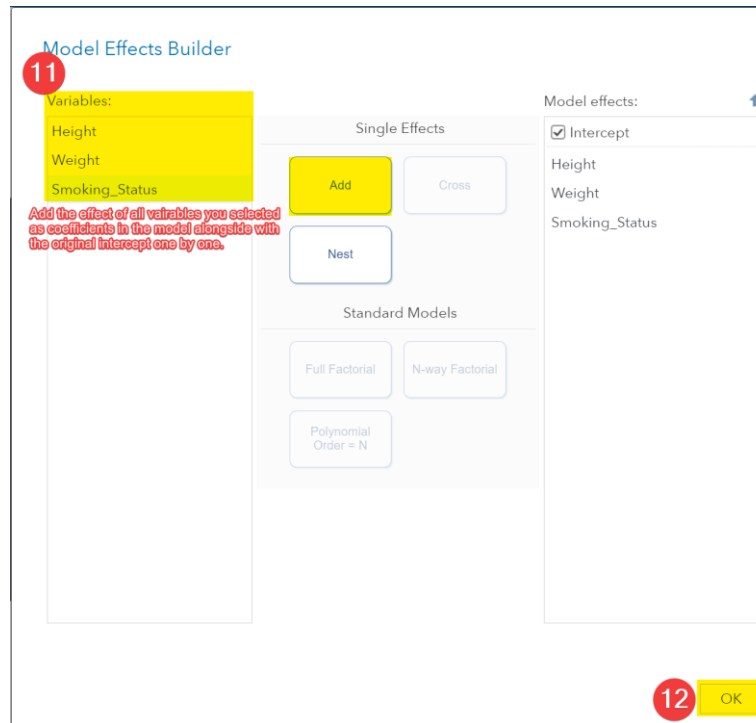 Model Effects Builder
11
Variables:
Height
Weight
Smoking_Status
Add the effect of all vairables you selected
as coefficients in the model alongside with
the original intercept one by one.
Single Effects
Add
Cross
Nest
Standard Models
Full Factorial
N-way Factorial
Polynomial
Order = N
Model effects:
Intercept
Height
Weight
Smoking_Status
12
OK